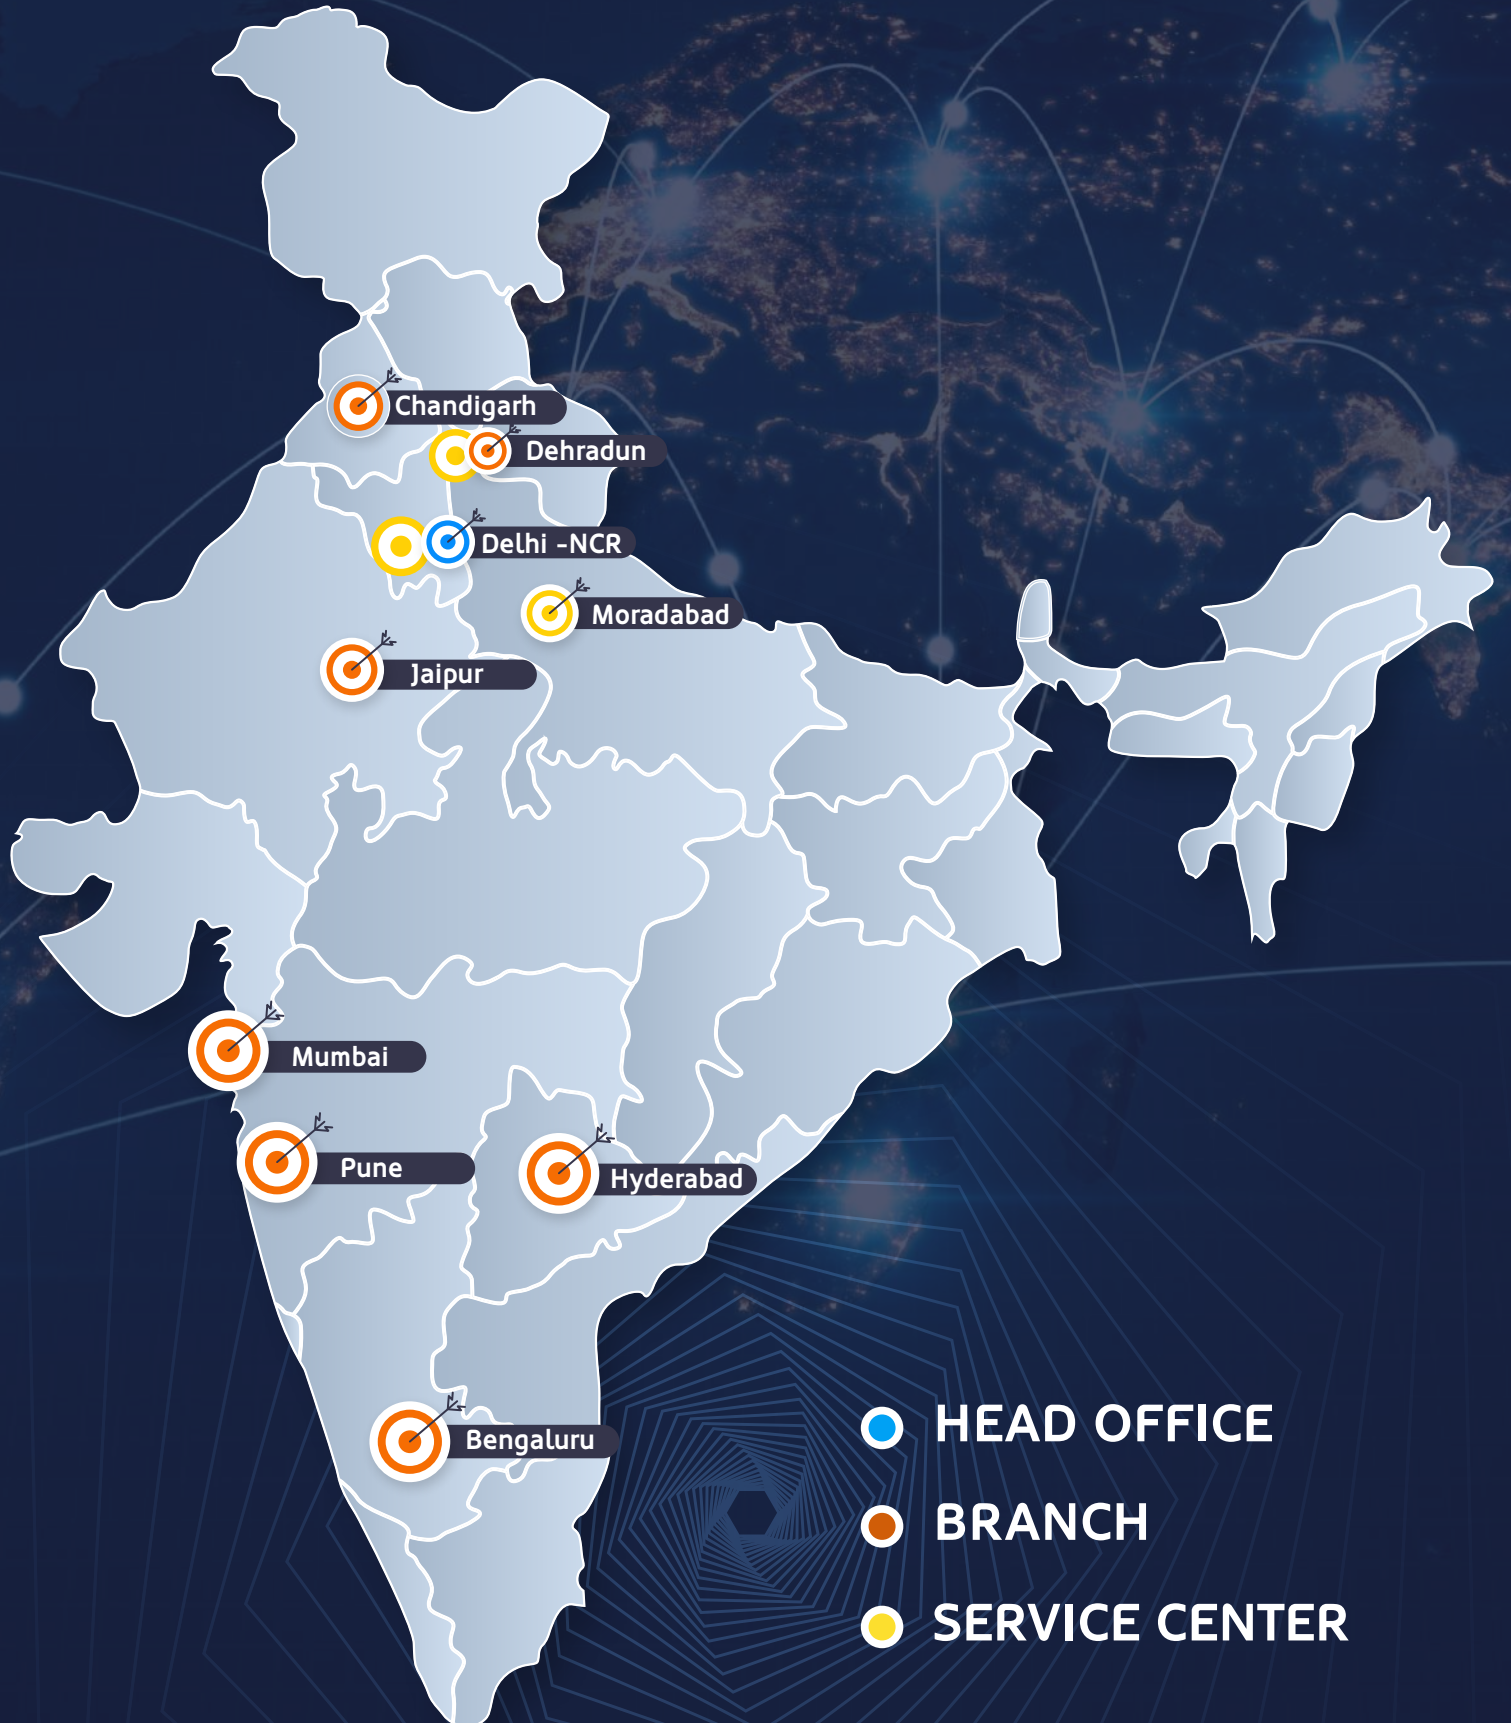 Chandigarh
Dehradun
Delhi -NCR
Moradabad
Jaipur
Mumbai
Pune
Hyderabad
Bengaluru
HEAD OFFICE
BRANCH
SERVICE CENTER